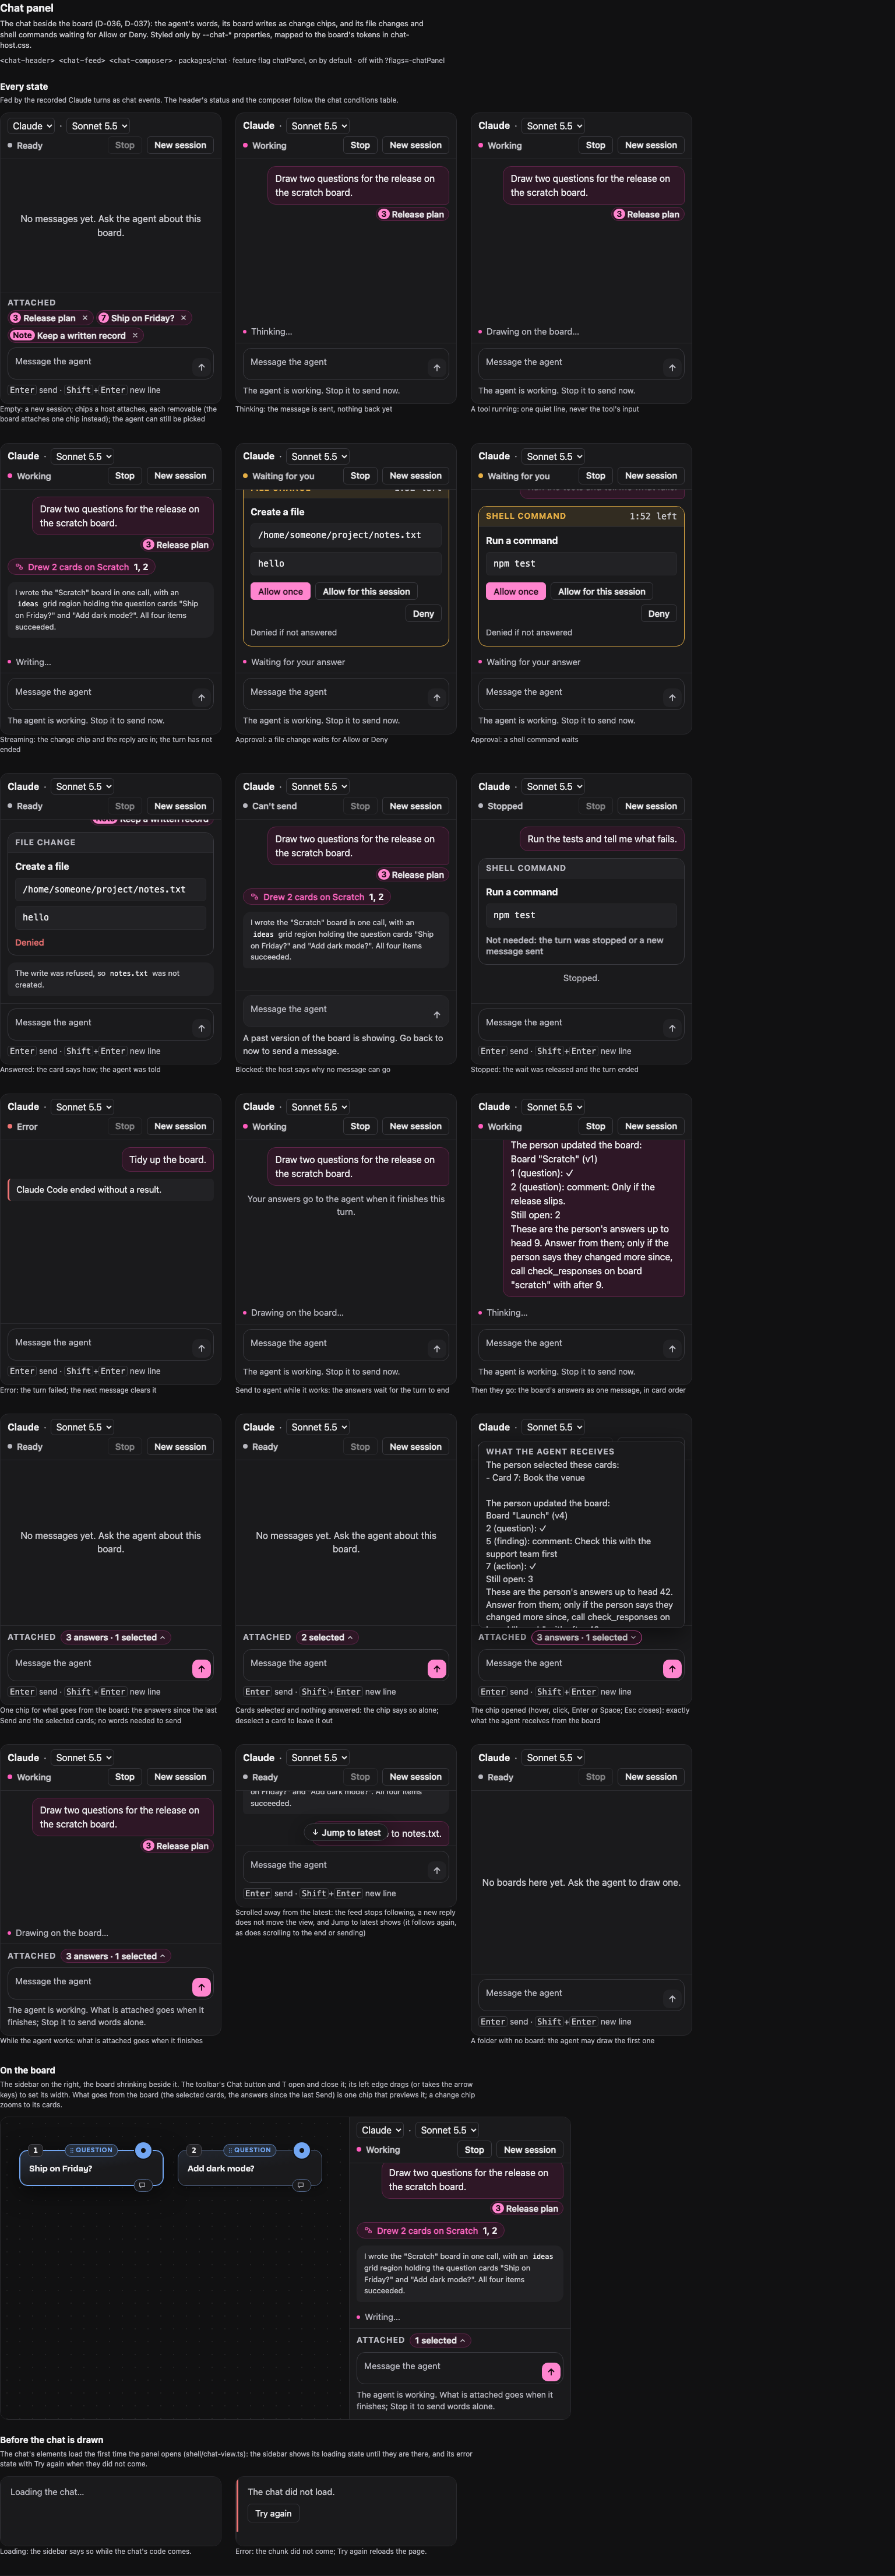 Chat panel
The chat beside the board (D-036, D-037): the agent's words, its board writes as change chips, and its file changes and
shell commands waiting for Allow or Deny. Styled only by --chat-* properties, mapped to the board's tokens in chat-
host.css.
<chat-header> <chat-feed> <chat-composer> · packages/chat · feature flag chatPanel, on by default · off with ?flags=-chatPanel
Every state
Fed by the recorded Claude turns as chat events. The header's status and the composer follow the chat conditions table.
Claude · Sonnet 5.5
Ready Stop New session
No messages yet. Ask the agent about this
board.
ATTACHED
3 Release plan × 7 Ship on Friday? ×
Note Keep a written record ×
Message the agent
Enter send · Shift + Enter new line
Empty: a new session; chips a host attaches, each removable (the
board attaches one chip instead); the agent can still be picked
Claude · Sonnet 5.5
Working Stop New session
Draw two questions for the release on
the scratch board.
3 Release plan
Thinking...
Message the agent
The agent is working. Stop it to send now.
Thinking: the message is sent, nothing back yet
Claude · Sonnet 5.5
Working Stop New session
Draw two questions for the release on
the scratch board.
3 Release plan
Drawing on the board...
Message the agent
The agent is working. Stop it to send now.
A tool running: one quiet line, never the tool's input
Claude · Sonnet 5.5
Working Stop New session
Draw two questions for the release on
the scratch board.
3 Release plan
Drew 2 cards on Scratch 1, 2
I wrote the "Scratch" board in one call, with an
ideas grid region holding the question cards "Ship
on Friday?" and "Add dark mode?". All four items
succeeded.
Writing...
Message the agent
The agent is working. Stop it to send now.
Streaming: the change chip and the reply are in; the turn has not
ended
Claude · Sonnet 5.5
Waiting for you Stop New session
Create a file
/home/someone/project/notes.txt
hello
Allow once Allow for this session
Deny
Denied if not answered
Waiting for your answer
Message the agent
The agent is working. Stop it to send now.
Approval: a file change waits for Allow or Deny
Claude · Sonnet 5.5
Waiting for you Stop New session
SHELL COMMAND 1:52 left
Run a command
npm test
Allow once Allow for this session
Deny
Denied if not answered
Waiting for your answer
Message the agent
The agent is working. Stop it to send now.
Approval: a shell command waits
Claude · Sonnet 5.5
Ready Stop New session
Note Keep a written record
FILE CHANGE
Create a file
/home/someone/project/notes.txt
hello
Denied
The write was refused, so notes.txt was not
created.
Message the agent
Enter send · Shift + Enter new line
Answered: the card says how; the agent was told
Claude · Sonnet 5.5
Can't send Stop New session
Draw two questions for the release on
the scratch board.
3 Release plan
Drew 2 cards on Scratch 1, 2
I wrote the "Scratch" board in one call, with an
ideas grid region holding the question cards "Ship
on Friday?" and "Add dark mode?". All four items
succeeded.
Message the agent
A past version of the board is showing. Go back to
now to send a message.
Blocked: the host says why no message can go
Claude · Sonnet 5.5
Stopped Stop New session
Run the tests and tell me what fails.
SHELL COMMAND
Run a command
npm test
Not needed: the turn was stopped or a new
message sent
Stopped.
Message the agent
Enter send · Shift + Enter new line
Stopped: the wait was released and the turn ended
Claude · Sonnet 5.5
Error Stop New session
Tidy up the board.
Claude Code ended without a result.
Message the agent
Enter send · Shift + Enter new line
Error: the turn failed; the next message clears it
Claude · Sonnet 5.5
Working Stop New session
Draw two questions for the release on
the scratch board.
Your answers go to the agent when it finishes this
turn.
Drawing on the board...
Message the agent
The agent is working. Stop it to send now.
Send to agent while it works: the answers wait for the turn to end
Claude · Sonnet 5.5
Working Stop New session
The person updated the board:
Board "Scratch" (v1)
1 (question): ✓
2 (question): comment: Only if the
release slips.
Still open: 2
These are the person's answers up to
head 9. Answer from them; only if the
person says they changed more since,
call check_responses on board
"scratch" with after 9.
Thinking...
Message the agent
The agent is working. Stop it to send now.
Then they go: the board's answers as one message, in card order
Claude · Sonnet 5.5
Ready Stop New session
No messages yet. Ask the agent about this
board.
ATTACHED 3 answers · 1 selected
Message the agent
Enter send · Shift + Enter new line
One chip for what goes from the board: the answers since the last
Send and the selected cards; no words needed to send
Claude · Sonnet 5.5
Ready Stop New session
No messages yet. Ask the agent about this
board.
ATTACHED 2 selected
Message the agent
Enter send · Shift + Enter new line
Cards selected and nothing answered: the chip says so alone;
deselect a card to leave it out
Claude · Sonnet 5.5
WHAT THE AGENT RECEIVES
The person selected these cards:
- Card 7: Book the venue
The person updated the board:
Board "Launch" (v4)
2 (question): ✓
5 (finding): comment: Check this with the
support team first
7 (action): ✓
Still open: 3
These are the person's answers up to head 42.
Answer from them; only if the person says they
changed more since, call check_responses on
ATTACHED 3 answers · 1 selected
Message the agent
Enter send · Shift + Enter new line
The chip opened (hover, click, Enter or Space; Esc closes): exactly
what the agent receives from the board
Claude · Sonnet 5.5
Working Stop New session
Draw two questions for the release on
the scratch board.
3 Release plan
Drawing on the board...
ATTACHED 3 answers · 1 selected
Message the agent
The agent is working. What is attached goes when it
finishes; Stop it to send words alone.
While the agent works: what is attached goes when it finishes
Claude · Sonnet 5.5
Ready Stop New session
on Friday?" and "Add dark mode?". All four items
succeeded.
Jump to latest to notes.txt.
Message the agent
Enter send · Shift + Enter new line
Scrolled away from the latest: the feed stops following, a new reply
does not move the view, and Jump to latest shows (it follows again,
as does scrolling to the end or sending)
Claude · Sonnet 5.5
Ready Stop New session
No boards here yet. Ask the agent to draw one.
Message the agent
Enter send · Shift + Enter new line
A folder with no board: the agent may draw the first one
On the board
The sidebar on the right, the board shrinking beside it. The toolbar's Chat button and T open and close it; its left edge drags (or takes the arrow
keys) to set its width. What goes from the board (the selected cards, the answers since the last Send) is one chip that previews it; a change chip
zooms to its cards.
1 QUESTION
Ship on Friday?
2 QUESTION
Add dark mode?
Claude · Sonnet 5.5
Working Stop New session
Draw two questions for the release on
the scratch board.
3 Release plan
Drew 2 cards on Scratch 1, 2
I wrote the "Scratch" board in one call, with an ideas
grid region holding the question cards "Ship on
Friday?" and "Add dark mode?". All four items
succeeded.
Writing...
ATTACHED 1 selected
Message the agent
The agent is working. What is attached goes when it
finishes; Stop it to send words alone.
Before the chat is drawn
The chat's elements load the first time the panel opens (shell/chat-view.ts): the sidebar shows its loading state until they are there, and its error
state with Try again when they did not come.
Loading the chat...
Loading: the sidebar says so while the chat's code comes.
The chat did not load.
Try again
Error: the chunk did not come; Try again reloads the page.